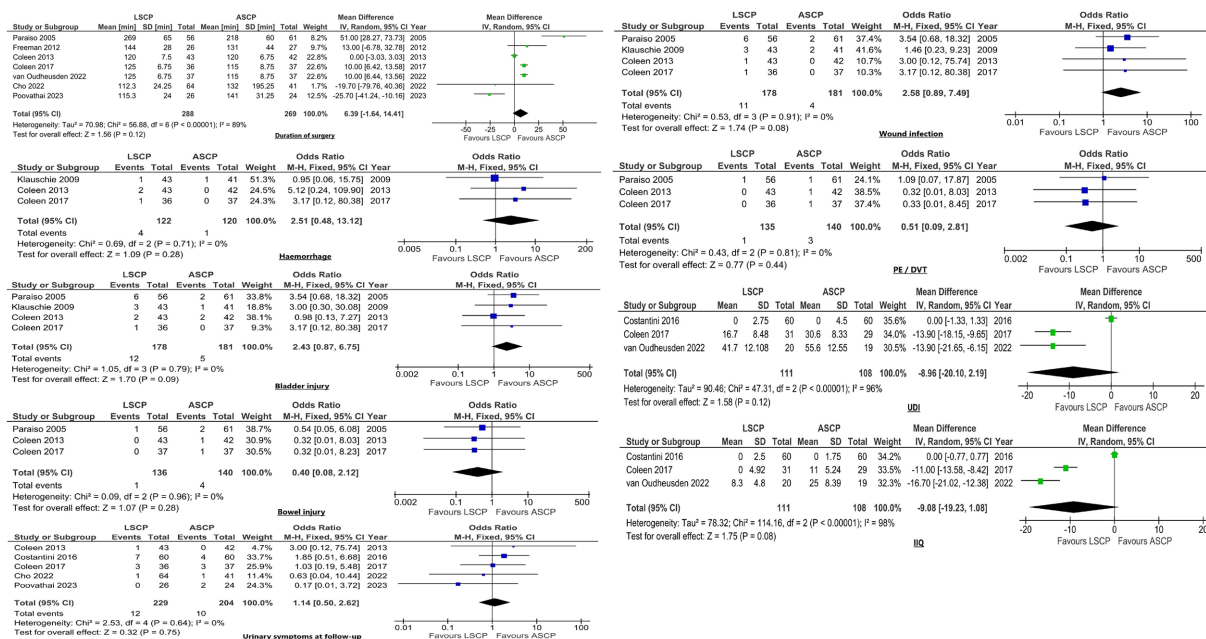 LSCP ASCP Mean Difference Mean Difference
Study or Subgroup Mean [min] SD [min] Total Mean [min] SD [min] Total Weight IV, Random, 95% CI Year IV, Random, 95% CI
Paraiso 2005 269 65 56 218 60 61 8.2% 51.00 [28.27, 73.73] 2005
Freeman 2012 144 28 26 131 44 27 9.2% 13.00 [-6.78, 32.78] 2012
Coleen 2013 120 7.5 43 120 6.75 42 22.2% 0.00 [-3.03, 3.03] 2013
Coleen 2017 125 6.75 36 115 8.75 37 22.0% 10.00 [6.42, 13.58] 2017
van Oudheusden 2022 125 6.75 37 115 8.75 37 22.0% 10.00 [6.44, 13.56] 2022
Cho 2022 112.3 24.25 64 132 195.25 41 1.7% -19.70 [-79.76, 40.36] 2022
Poovathai 2023 115.3 24 26 141 31.25 24 11.8% -25.70 [-41.24, -10.16] 2023
Total (95% CI) 288 269 100.0% 6.39 [-1.64, 14.41]
Heterogeneity: Tau² = 70.98; Chi² = 56.88, df = 6 (P < 0.00001); I² = 89%
Test for overall effect: Z = 1.56 (P = 0.12)
-50 -25 0 25 50
Favours LSCP Favours ASCP
Duration of surgery
LSCP ASCP Odds Ratio Odds Ratio
Study or Subgroup Events Total Events Total Weight M-H, Fixed, 95% CI Year M-H, Fixed, 95% CI
Klauschie 2009 1 43 1 41 51.3% 0.95 [0.06, 15.75] 2009
Coleen 2013 2 43 0 42 24.5% 5.12 [0.24, 109.90] 2013
Coleen 2017 1 36 0 37 24.2% 3.17 [0.12, 80.38] 2017
Total (95% CI) 122 120 100.0% 2.51 [0.48, 13.12]
Total events 4 1
Heterogeneity: Chi² = 0.69, df = 2 (P = 0.71); I² = 0%
Test for overall effect: Z = 1.09 (P = 0.28)
0.005 0.1 1 10 200
Favours LSCP Favours ASCP
Haemorrhage
LSCP ASCP Odds Ratio Odds Ratio
Study or Subgroup Events Total Events Total Weight M-H, Fixed, 95% CI Year M-H, Fixed, 95% CI
Paraiso 2005 6 56 2 61 33.8% 3.54 [0.68, 18.32] 2005
Klauschie 2009 3 43 1 41 18.8% 3.00 [0.30, 30.08] 2009
Coleen 2013 2 43 2 42 38.1% 0.98 [0.13, 7.27] 2013
Coleen 2017 1 36 0 37 9.2% 3.17 [0.12, 80.38] 2017
Total (95% CI) 178 181 100.0% 2.43 [0.87, 6.75]
Total events 12 5
Heterogeneity: Chi² = 1.05, df = 3 (P = 0.79); I² = 0%
Test for overall effect: Z = 1.70 (P = 0.09)
0.002 0.1 1 10 500
Favours LSCP Favours ASCP
Bladder injury
LSCP ASCP Odds Ratio Odds Ratio
Study or Subgroup Events Total Events Total Weight M-H, Fixed, 95% CI Year M-H, Fixed, 95% CI
Paraiso 2005 1 56 2 61 38.7% 0.54 [0.05, 6.08] 2005
Coleen 2013 0 43 1 42 30.9% 0.32 [0.01, 8.03] 2013
Coleen 2017 0 37 1 37 30.4% 0.32 [0.01, 8.23] 2017
Total (95% CI) 136 140 100.0% 0.40 [0.08, 2.12]
Total events 1 4
Heterogeneity: Chi² = 0.09, df = 2 (P = 0.96); I² = 0%
Test for overall effect: Z = 1.07 (P = 0.28)
0.002 0.1 1 10 500
Favours LSCP Favours ASCP
Bowel injury
LSCP ASCP Odds Ratio Odds Ratio
Study or Subgroup Events Total Events Total Weight M-H, Fixed, 95% CI Year M-H, Fixed, 95% CI
Coleen 2013 1 43 0 42 4.7% 3.00 [0.12, 75.74] 2013
Costantini 2016 7 60 4 60 33.7% 1.85 [0.51, 6.68] 2016
Coleen 2017 3 36 3 37 25.9% 1.03 [0.19, 5.48] 2017
Cho 2022 1 64 1 41 11.4% 0.63 [0.04, 10.44] 2022
Poovathai 2023 0 26 2 24 24.3% 0.17 [0.01, 3.72] 2023
Total (95% CI) 229 204 100.0% 1.14 [0.50, 2.62]
Total events 12 10
Heterogeneity: Chi² = 2.53, df = 4 (P = 0.64); I² = 0%
Test for overall effect: Z = 0.32 (P = 0.75)
0.01 0.1 1 10 100
Favours LSCP Favours ASCP
Urinary symptoms at follow-up
LSCP ASCP Odds Ratio Odds Ratio
Study or Subgroup Events Total Events Total Weight M-H, Fixed, 95% CI Year M-H, Fixed, 95% CI
Paraiso 2005 6 56 2 61 37.4% 3.54 [0.68, 18.32] 2005
Klauschie 2009 3 43 2 41 41.6% 1.46 [0.23, 9.23] 2009
Coleen 2013 1 43 0 42 10.7% 3.00 [0.12, 75.74] 2013
Coleen 2017 1 36 0 37 10.3% 3.17 [0.12, 80.38] 2017
Total (95% CI) 178 181 100.0% 2.58 [0.89, 7.49]
Total events 11 4
Heterogeneity: Chi² = 0.53, df = 3 (P = 0.91); I² = 0%
Test for overall effect: Z = 1.74 (P = 0.08)
0.01 0.1 1 10 100
Favours LSCP Favours ASCP
Wound infection
LSCP ASCP Odds Ratio Odds Ratio
Study or Subgroup Events Total Events Total Weight M-H, Fixed, 95% CI Year M-H, Fixed, 95% CI
Paraiso 2005 1 56 1 61 24.1% 1.09 [0.07, 17.87] 2005
Coleen 2013 0 43 1 42 38.5% 0.32 [0.01, 8.03] 2013
Coleen 2017 0 36 1 37 37.4% 0.33 [0.01, 8.45] 2017
Total (95% CI) 135 140 100.0% 0.51 [0.09, 2.81]
Total events 1 3
Heterogeneity: Chi² = 0.43, df = 2 (P = 0.81); I² = 0%
Test for overall effect: Z = 0.77 (P = 0.44)
0.002 0.1 1 10 500
Favours LSCP Favours ASCP
PE / DVT
LSCP ASCP Mean Difference Mean Difference
Study or Subgroup Mean SD Total Mean SD Total Weight IV, Random, 95% CI Year IV, Random, 95% CI
Costantini 2016 0 2.75 60 0 4.5 60 35.6% 0.00 [-1.33, 1.33] 2016
Coleen 2017 16.7 8.48 31 30.6 8.33 29 34.0% -13.90 [-18.15, -9.65] 2017
van Oudheusden 2022 41.7 12.108 20 55.6 12.55 19 30.5% -13.90 [-21.65, -6.15] 2022
Total (95% CI) 111 108 100.0% -8.96 [-20.10, 2.19]
Heterogeneity: Tau² = 90.46; Chi² = 47.31, df = 2 (P < 0.00001); I² = 96%
Test for overall effect: Z = 1.58 (P = 0.12)
-20 -10 0 10 20
Favours LSCP Favours ASCP
UDI
LSCP ASCP Mean Difference Mean Difference
Study or Subgroup Mean SD Total Mean SD Total Weight IV, Random, 95% CI Year IV, Random, 95% CI
Costantini 2016 0 2.5 60 0 1.75 60 34.2% 0.00 [-0.77, 0.77] 2016
Coleen 2017 0 4.92 31 11 5.24 29 33.5% -11.00 [-13.58, -8.42] 2017
van Oudheusden 2022 8.3 4.8 20 25 8.39 19 32.3% -16.70 [-21.02, -12.38] 2022
Total (95% CI) 111 108 100.0% -9.08 [-19.23, 1.08]
Heterogeneity: Tau² = 78.32; Chi² = 114.16, df = 2 (P < 0.00001); I² = 98%
Test for overall effect: Z = 1.75 (P = 0.08)
-20 -10 0 10 20
Favours LSCP Favours ASCP
IIQ